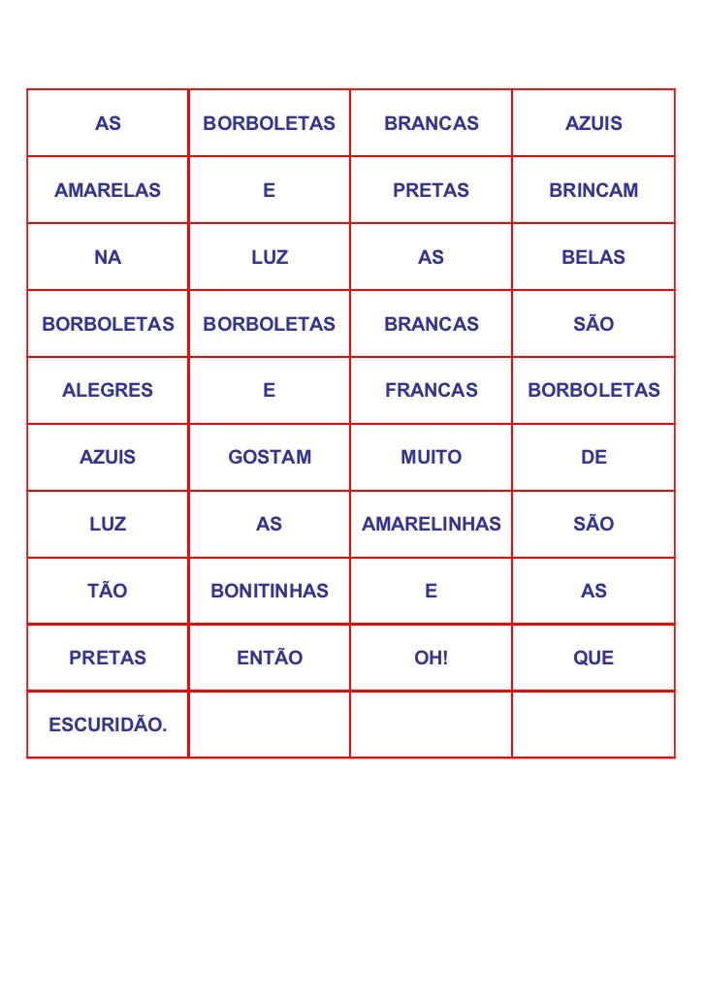 AS BORBOLETAS BRANCAS AZUIS
AMARELAS E PRETAS BRINCAM
NA LUZ AS BELAS
BORBOLETAS BORBOLETAS BRANCAS SÃO
ALEGRES E FRANCAS BORBOLETAS
AZUIS GOSTAM MUITO DE
LUZ AS AMARELINHAS SÃO
TÃO BONITINHAS E AS
PRETAS ENTÃO OH! QUE
ESCURIDÃO.